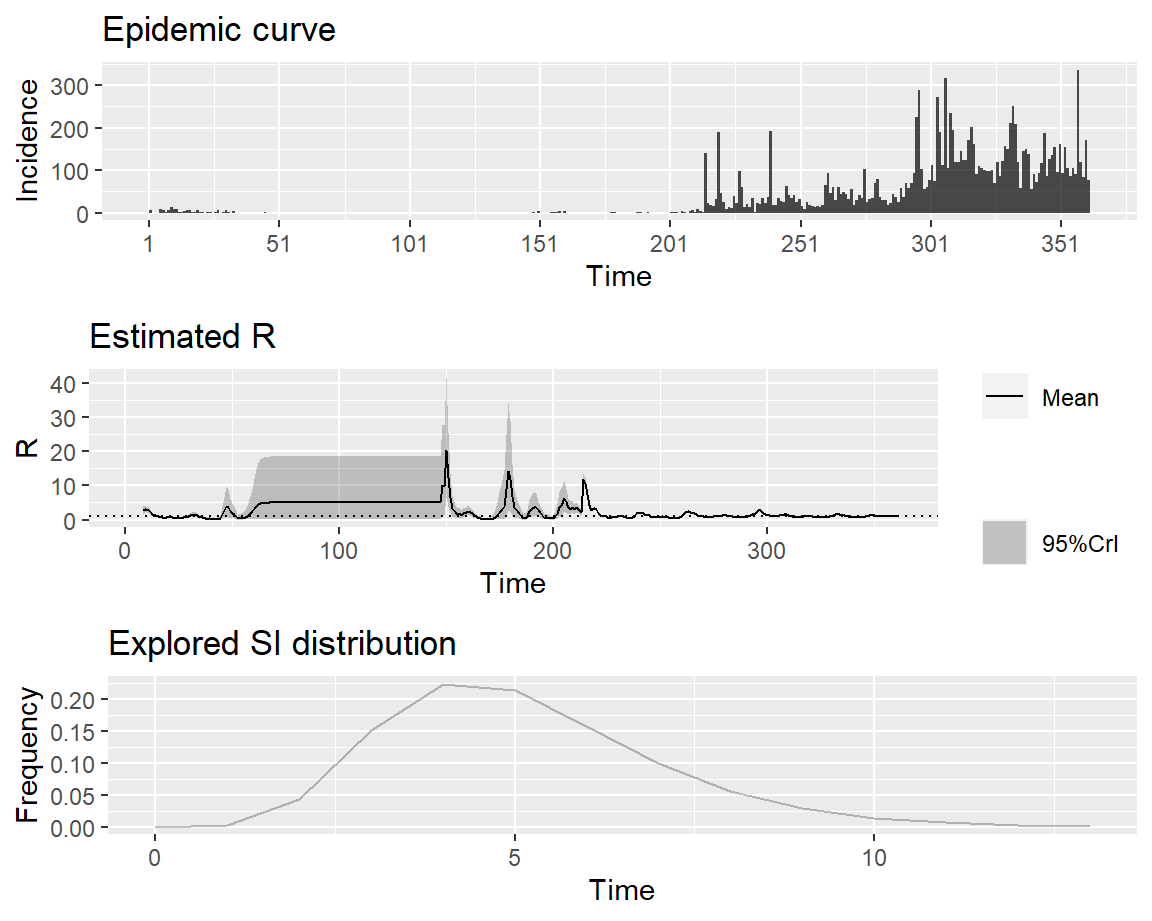 Epidemic curve
Incidence
300
200
100
0
1 51 101 151 201 251 301 351
Time
Estimated R
R
40
30
20
10
0
0 100 200 300
Time
Mean
95%CrI
Explored SI distribution
Frequency
0.20
0.15
0.10
0.05
0.00
0 5 10
Time